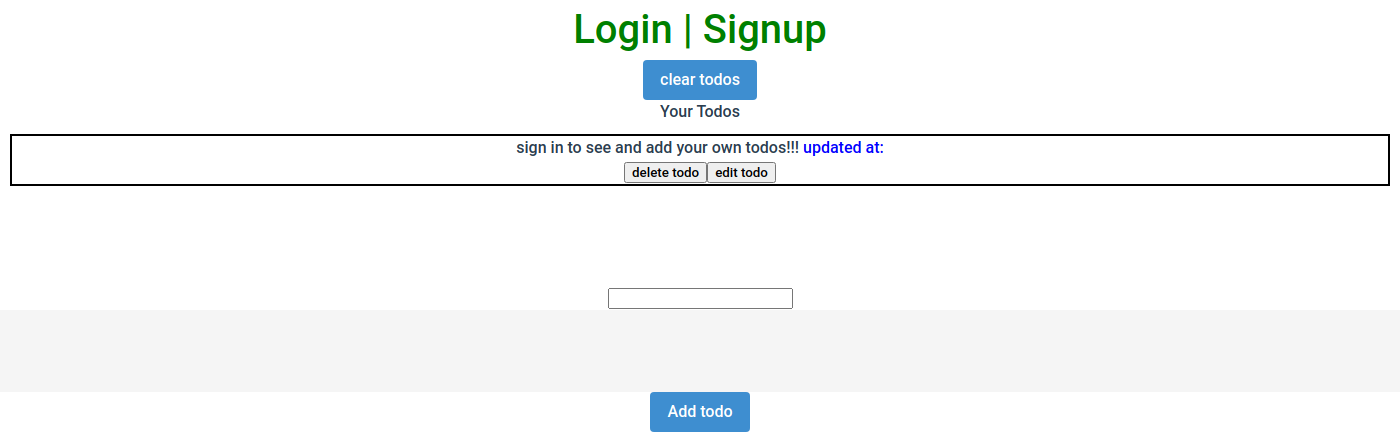 Login | Signup
clear todos
Your Todos
sign in to see and add your own todos!!! updated at:
delete todo edit todo
Add todo